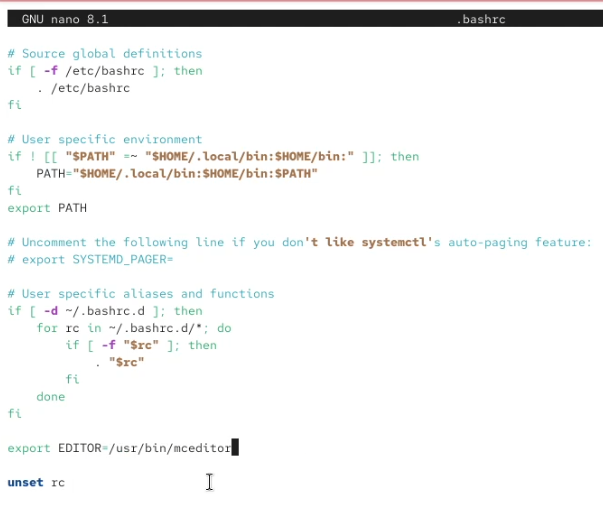 GNU nano 8.1 .bashrc
# Source global definitions
if [ -f /etc/bashrc ]; then
    . /etc/bashrc
fi
# User specific environment
if ! [[ "$PATH" =~ "$HOME/.local/bin:$HOME/bin:" ]]; then
    PATH="$HOME/.local/bin:$HOME/bin:$PATH"
fi
export PATH
# Uncomment the following line if you don't like systemctl's auto-paging feature:
# export SYSTEMD_PAGER=
# User specific aliases and functions
if [ -d ~/.bashrc.d ]; then
    for rc in ~/.bashrc.d/*; do
        if [ -f "$rc" ]; then
            . "$rc"
        fi
    done
fi
export EDITOR=/usr/bin/mceditor
unset rc